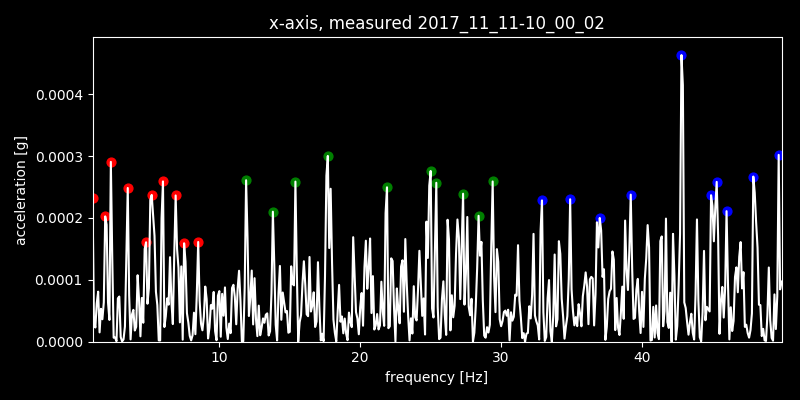 x-axis, measured 2017_11_11-10_00_02
acceleration [g]
0.0004
0.0003
0.0002
0.0001
0.0000
10 20 30 40
frequency [Hz]